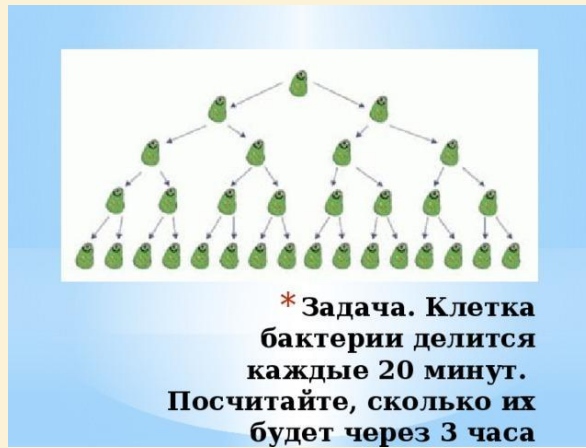 * Задача. Клетка
бактерии делится
каждые 20 минут.
Посчитайте, сколько их
будет через 3 часа